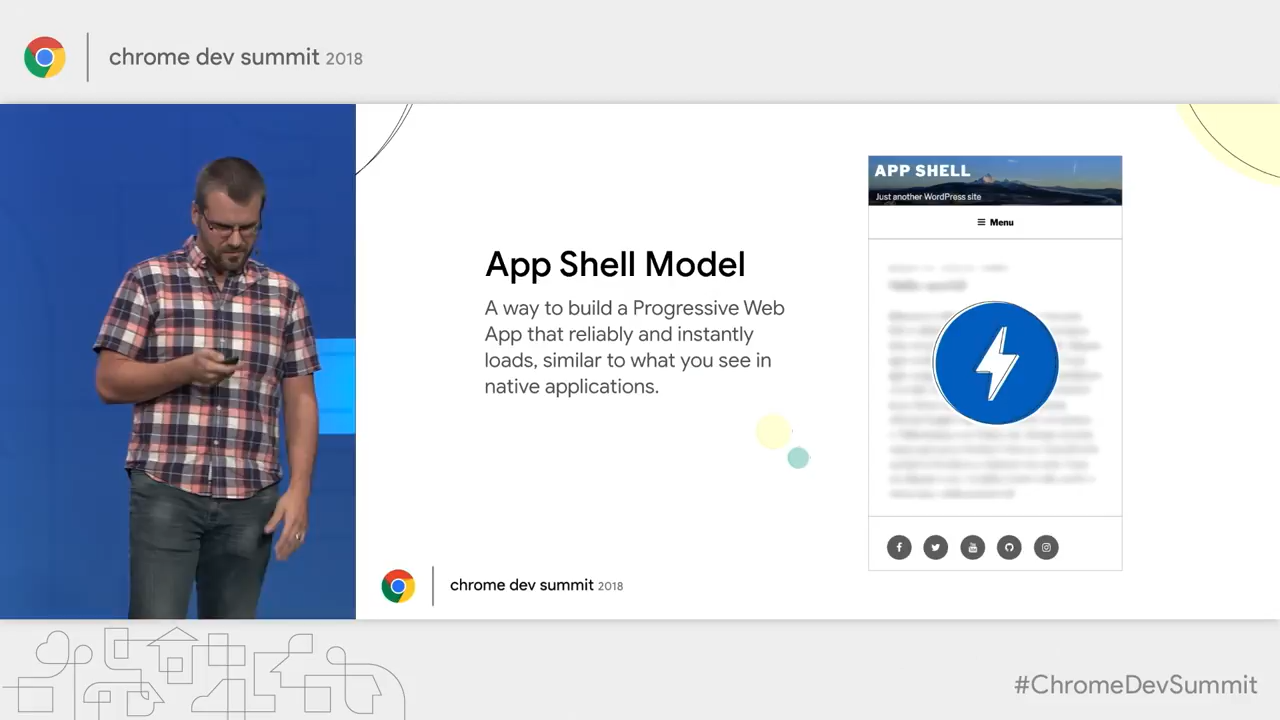 chrome dev summit 2018
App Shell Model
A way to build a Progressive Web
App that reliably and instantly
loads, similar to what you see in
native applications.
APP SHELL
Just another WordPress site
Menu
chrome dev summit 2018
#ChromeDevSummit